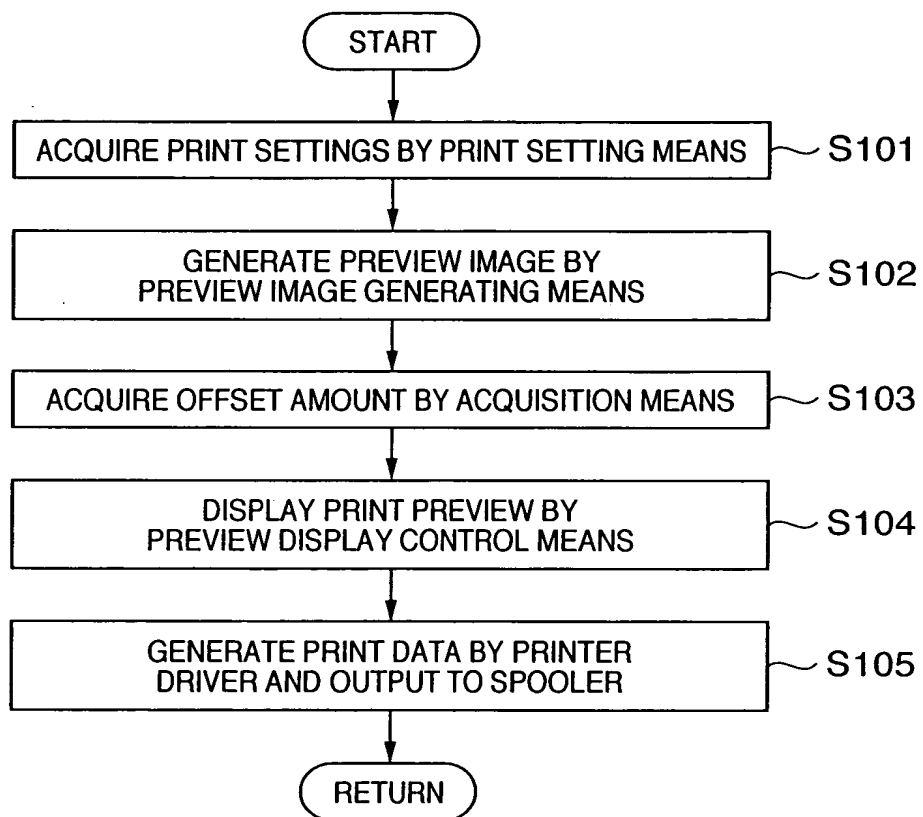 START
ACQUIRE PRINT SETTINGS BY PRINT SETTING MEANS
S101
GENERATE PREVIEW IMAGE BY
PREVIEW IMAGE GENERATING MEANS
S102
ACQUIRE OFFSET AMOUNT BY ACQUISITION MEANS
S103
DISPLAY PRINT PREVIEW BY
PREVIEW DISPLAY CONTROL MEANS
S104
GENERATE PRINT DATA BY PRINTER
DRIVER AND OUTPUT TO SPOOLER
S105
RETURN